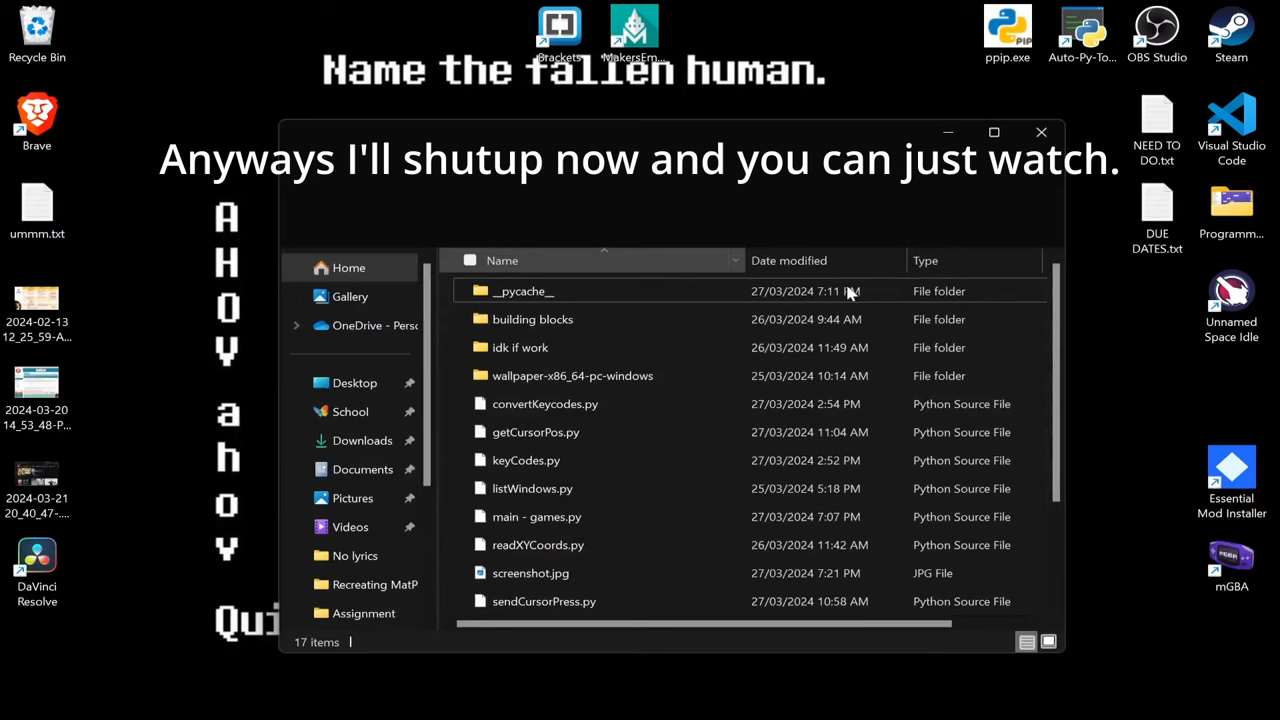 Recycle Bin
Brackets
MakersEm...
ppip.exe
Auto-Py-To...
OBS Studio
Steam
Name the fallen human.
Brave
Anyways I'll shutup now and you can just watch.
NEED TO
DO.txt
Visual Studio
Code
ummm.txt
DUE
DATES.txt
Programm...
A
H
O
V
a
h
o
v
Qui
Home
Gallery
OneDrive - Perso
Desktop
School
Downloads
Documents
Pictures
Videos
No lyrics
Recreating MatP
Assignment
Name Date modified Type
__pycache__ 27/03/2024 7:11 PM File folder
building blocks 26/03/2024 9:44 AM File folder
idk if work 26/03/2024 11:49 AM File folder
wallpaper-x86_64-pc-windows 25/03/2024 10:14 AM File folder
convertKeycodes.py 27/03/2024 2:54 PM Python Source File
getCursorPos.py 27/03/2024 11:04 AM Python Source File
keyCodes.py 27/03/2024 2:52 PM Python Source File
listWindows.py 25/03/2024 5:18 PM Python Source File
main - games.py 27/03/2024 7:07 PM Python Source File
readXYCoords.py 26/03/2024 11:42 AM Python Source File
screenshot.jpg 27/03/2024 7:21 PM JPG File
sendCursorPress.py 27/03/2024 10:58 AM Python Source File
17 items
2024-02-13
12_25_59-A...
2024-03-20
14_53_48-P...
2024-03-21
20_40_47-....
DaVinci
Resolve
Unnamed
Space Idle
Essential
Mod Installer
mGBA